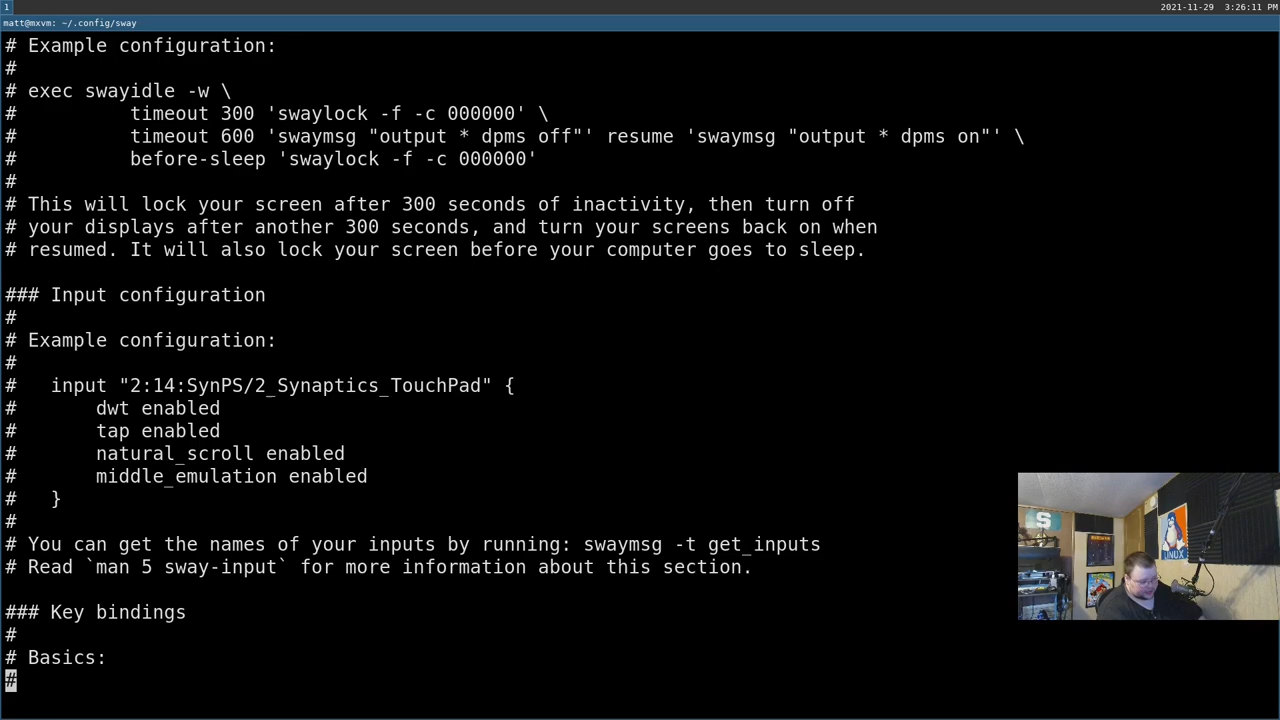 1
2021-11-29 3:26:11 PM
matt@mxvm: ~/.config/sway
# Example configuration:
#
# exec swayidle -w \
#          timeout 300 'swaylock -f -c 000000' \
#          timeout 600 'swaymsg "output * dpms off"' resume 'swaymsg "output * dpms on"' \
#          before-sleep 'swaylock -f -c 000000'
#
# This will lock your screen after 300 seconds of inactivity, then turn off
# your displays after another 300 seconds, and turn your screens back on when
# resumed. It will also lock your screen before your computer goes to sleep.
### Input configuration
#
# Example configuration:
#
#   input "2:14:SynPS/2_Synaptics_TouchPad" {
#       dwt enabled
#       tap enabled
#       natural_scroll enabled
#       middle_emulation enabled
#   }
#
# You can get the names of your inputs by running: swaymsg -t get_inputs
# Read `man 5 sway-input` for more information about this section.
### Key bindings
#
# Basics:
#
S
LINUX